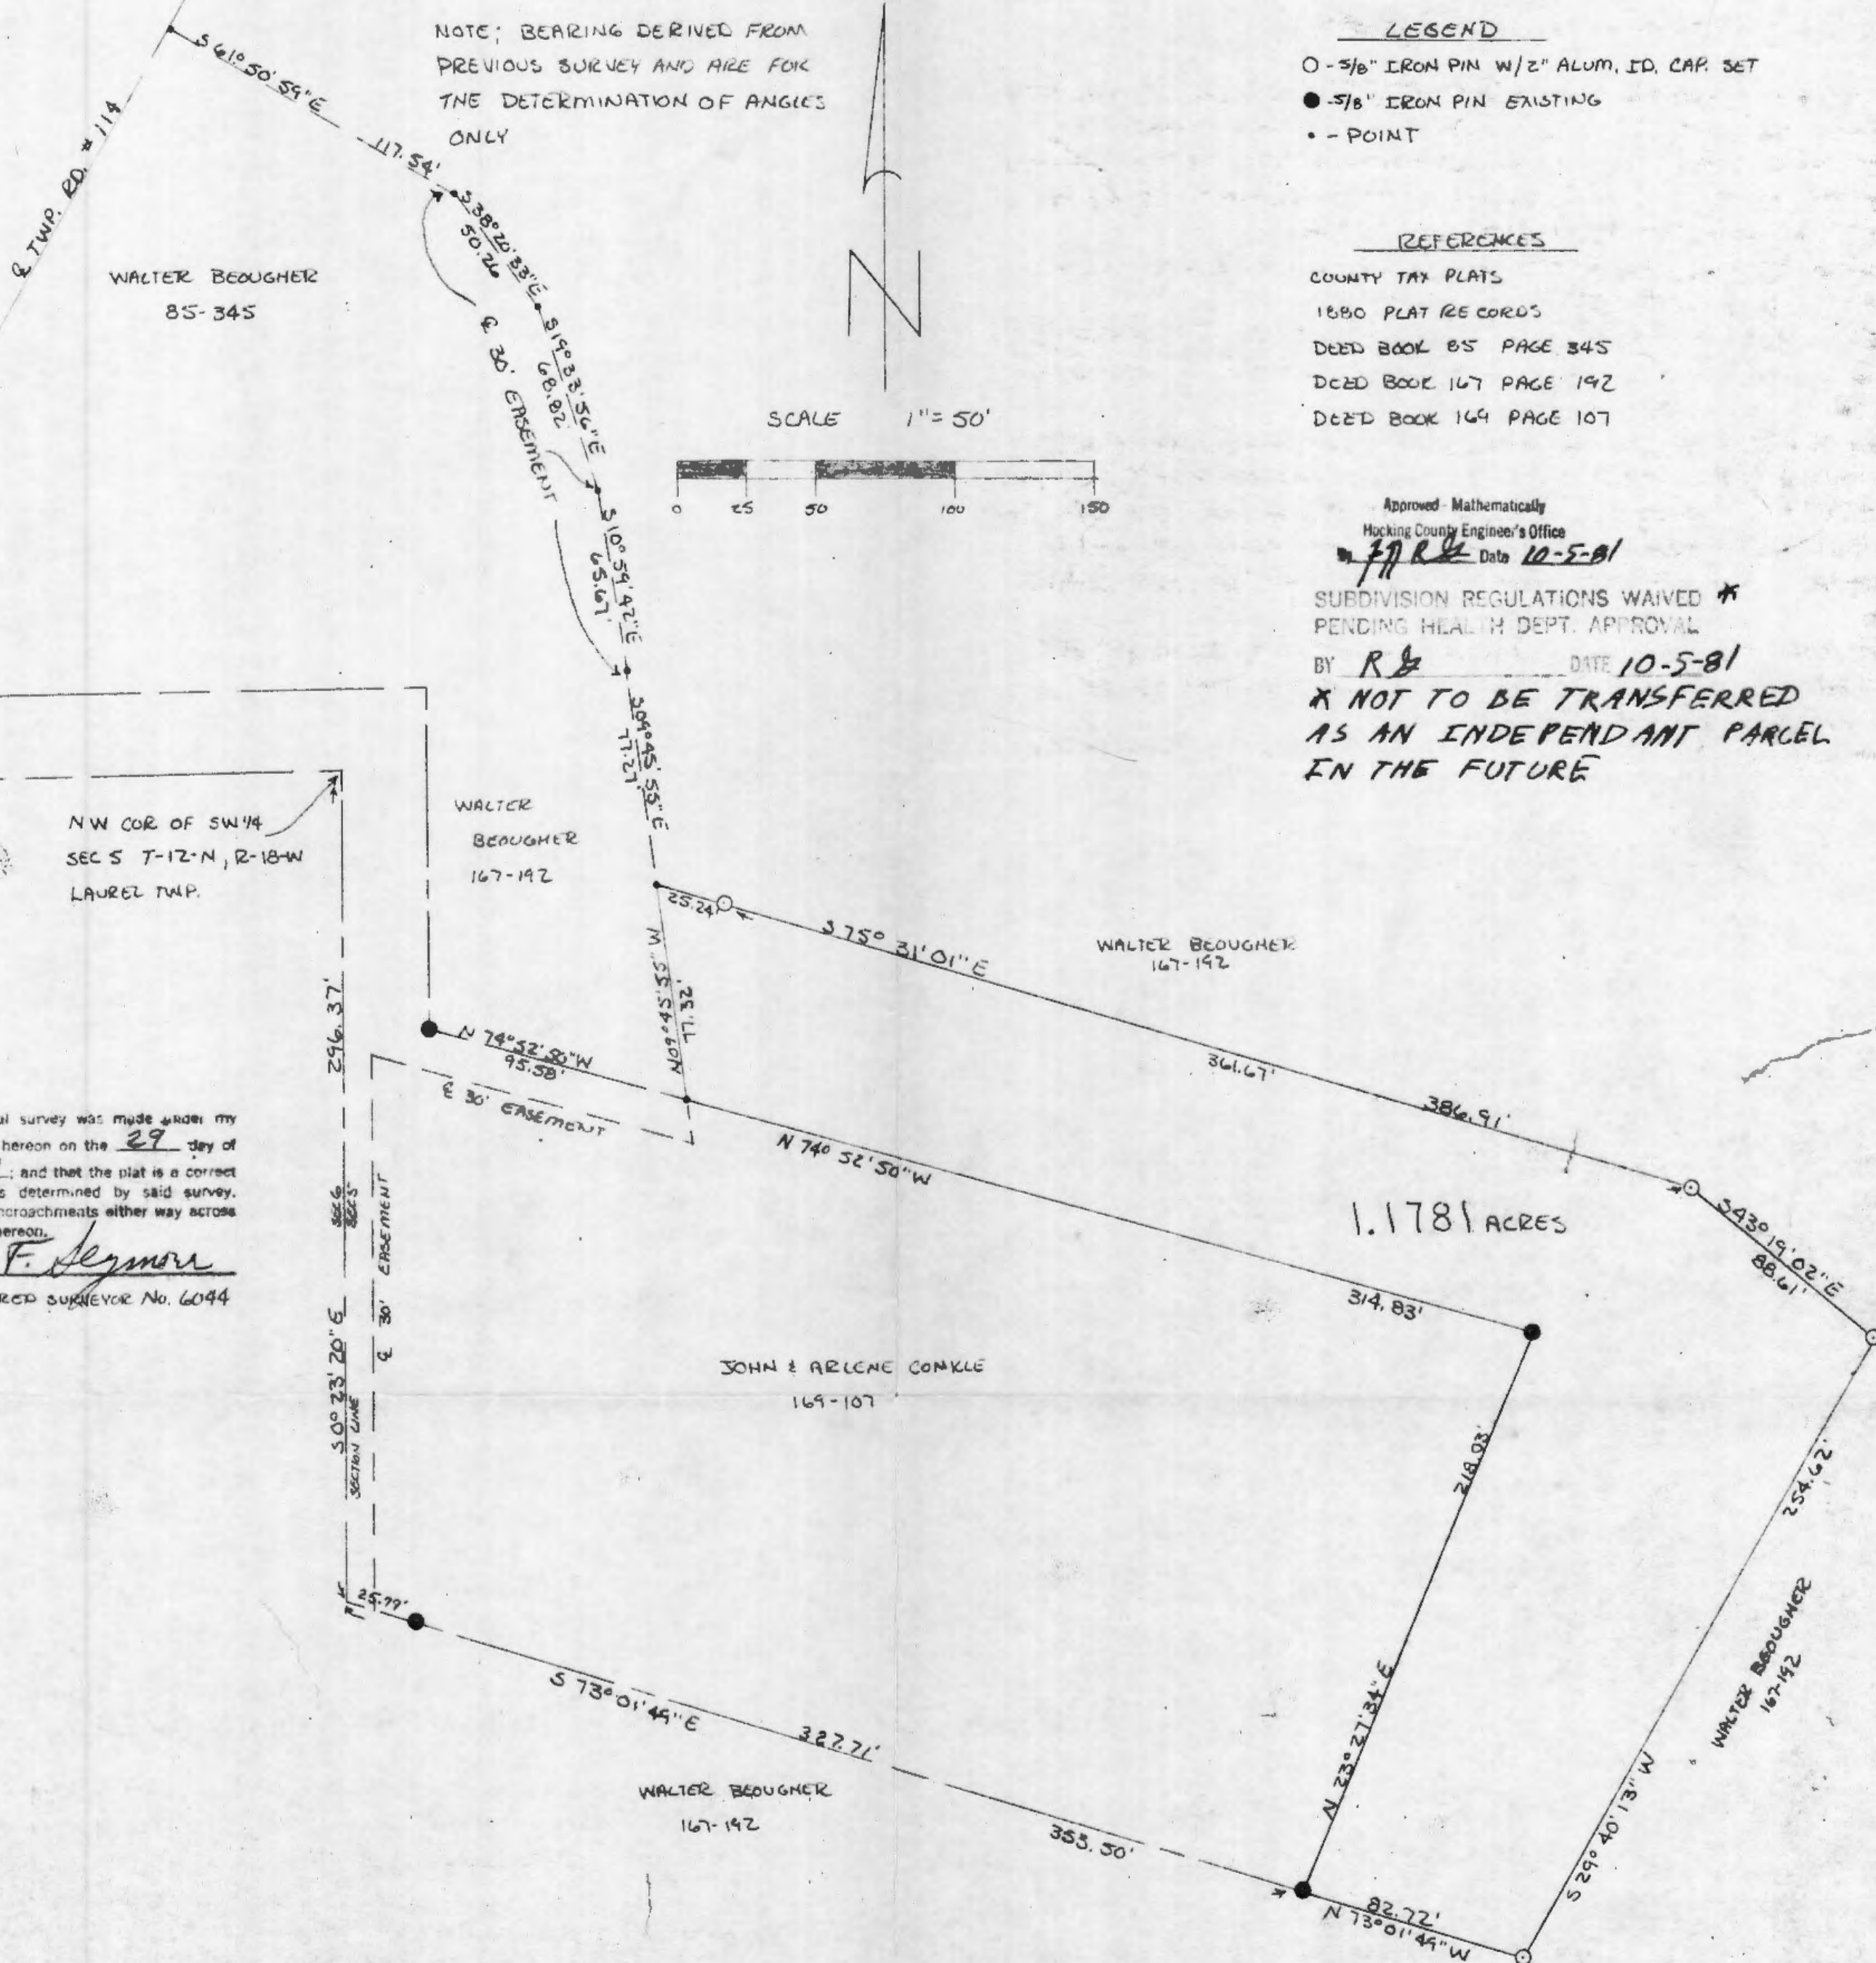 NOTE; BEARING DERIVED FROM
PREVIOUS SURVEY AND ARE FOR
TNE DETERMINATION OF ANGLES
ONLY
LEGEND
O - 5/8" IRON PIN W/2" ALUM. ID. CAP. SET
● - 5/8" IRON PIN EXISTING
• - POINT
REFERENCES
COUNTY TAX PLATS
1880 PLAT RECORDS
DEED BOOK 85 PAGE 345
DEED BOOK 167 PAGE 192
DEED BOOK 169 PAGE 107
Approved - Mathematically
Hocking County Engineer's Office
Date 10-5-81
SUBDIVISION REGULATIONS WAIVED *
PENDING HEALTH DEPT. APPROVAL
BY DATE 10-5-81
* NOT TO BE TRANSFERRED
AS AN INDEPENDANT PARCEL
IN THE FUTURE
℄ TWP. RD. # 114
S 61° 50' 59" E
117.54'
WALTER BEOUGHER
85-345
S 38° 20' 33" E
50.26
S 19° 33' 56" E
68.82'
℄ 30' EASEMENT
S 10° 59' 42" E
65.67'
S 09° 45' 55" E
77.27'
N
SCALE 1" = 50'
0 25 50 100 150
NW COR OF SW 1/4
SEC 5 T-12-N, R-18-W
LAUREL TWP.
WALTER
BEOUGHER
167-192
25.24'
S 75° 31' 01" E
361.67'
386.91'
WALTER BEOUGHER
167-192
N 09° 45' 55" W
77.32'
N 74° 52' 50" W
95.58'
℄ 30' EASEMENT
N 74° 52' 50" W
314.83'
1.1781 ACRES
S 43° 19' 02" E
88.61'
296.37'
SEC 6
SEC 5
S 0° 23' 20" E
SECTION LINE
℄ 30' EASEMENT
al survey was made under my
hereon on the 29 day of
; and that the plat is a correct
s determined by said survey.
ncroachments either way across
hereon.
F. Seymour
RED SURVEYOR No. 6044
JOHN & ARLENE CONKLE
169-107
218.03'
N 23° 27' 34" E
254.62'
S 29° 40' 13" W
WALTER BEOUGHER
167-192
25.79'
S 73° 01' 49" E
327.71'
353.50'
WALTER BEOUGHER
167-192
82.72'
N 73° 01' 49" W